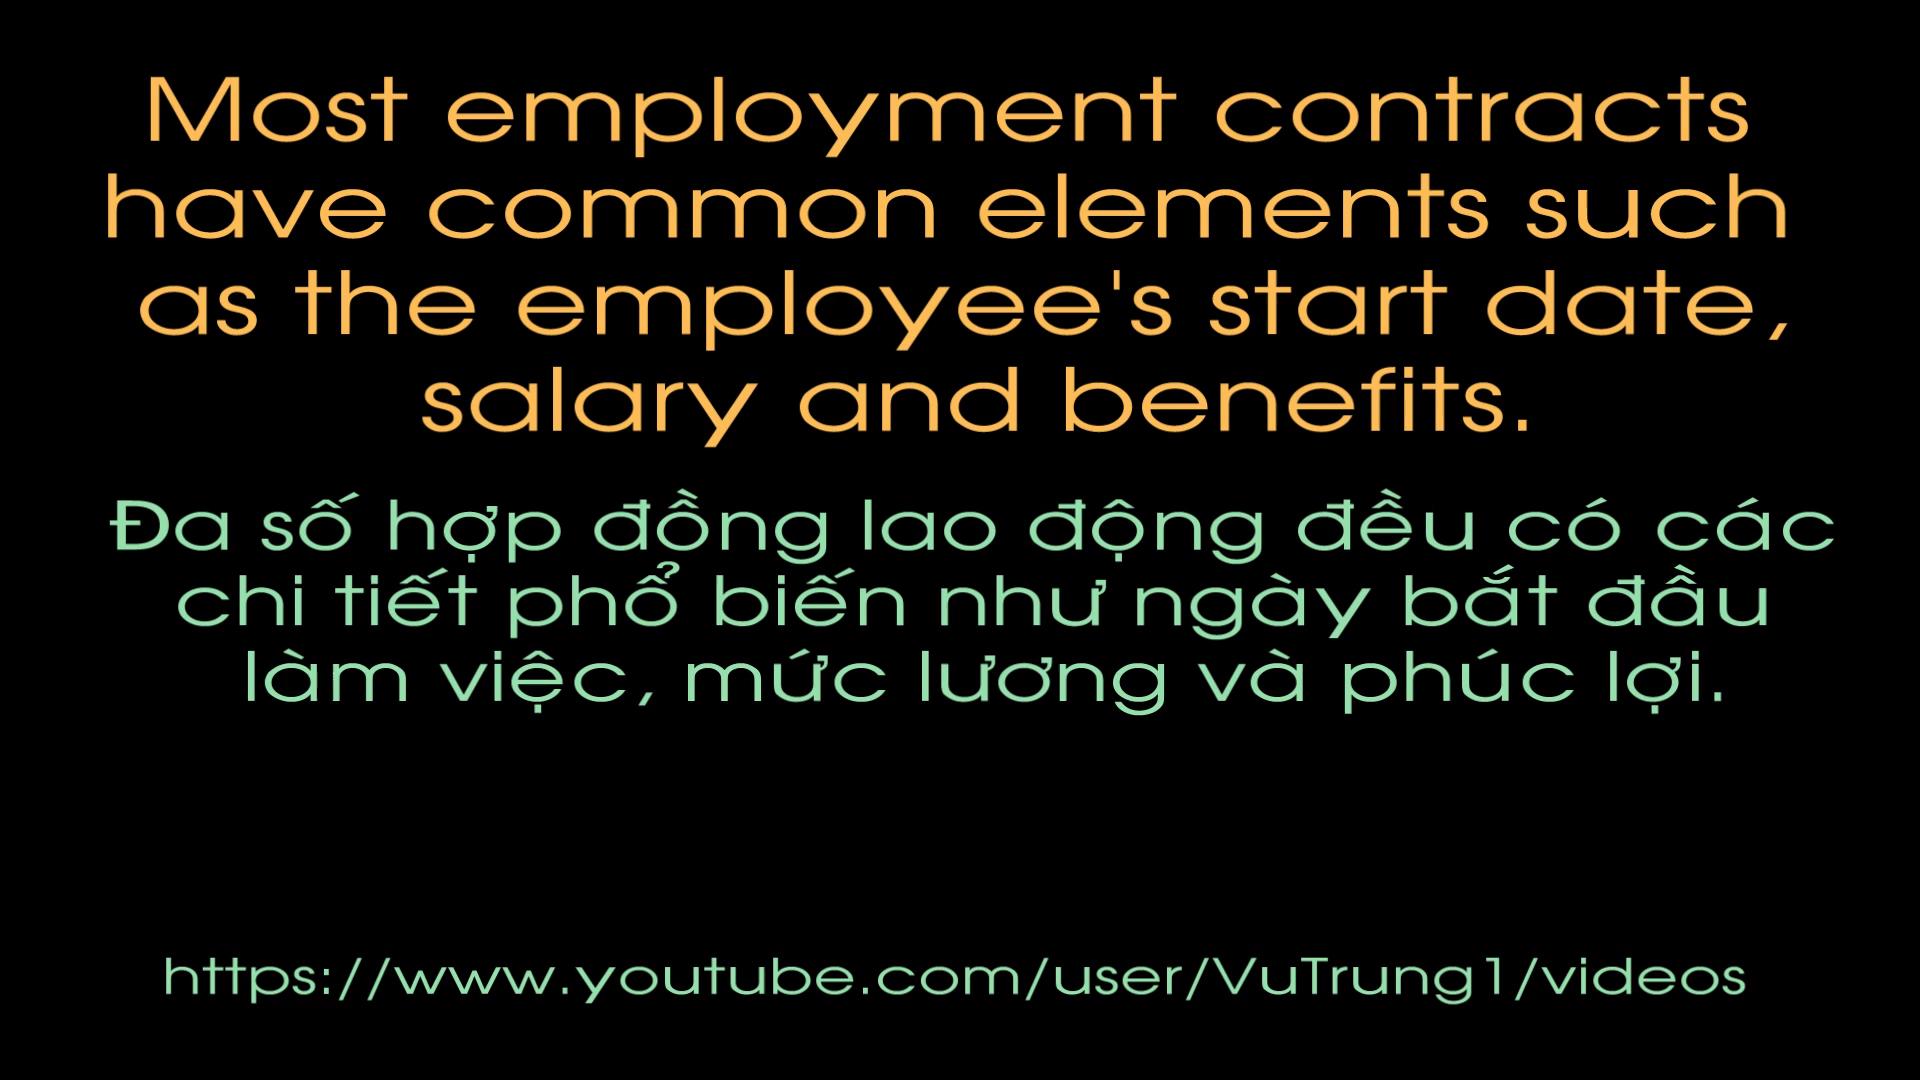 Most employment contracts
have common elements such
as the employee's start date,
salary and benefits.
Đa số hợp đồng lao động đều có các
chi tiết phổ biến như ngày bắt đầu
làm việc, mức lương và phúc lợi.
https://www.youtube.com/user/VuTrung1/videos